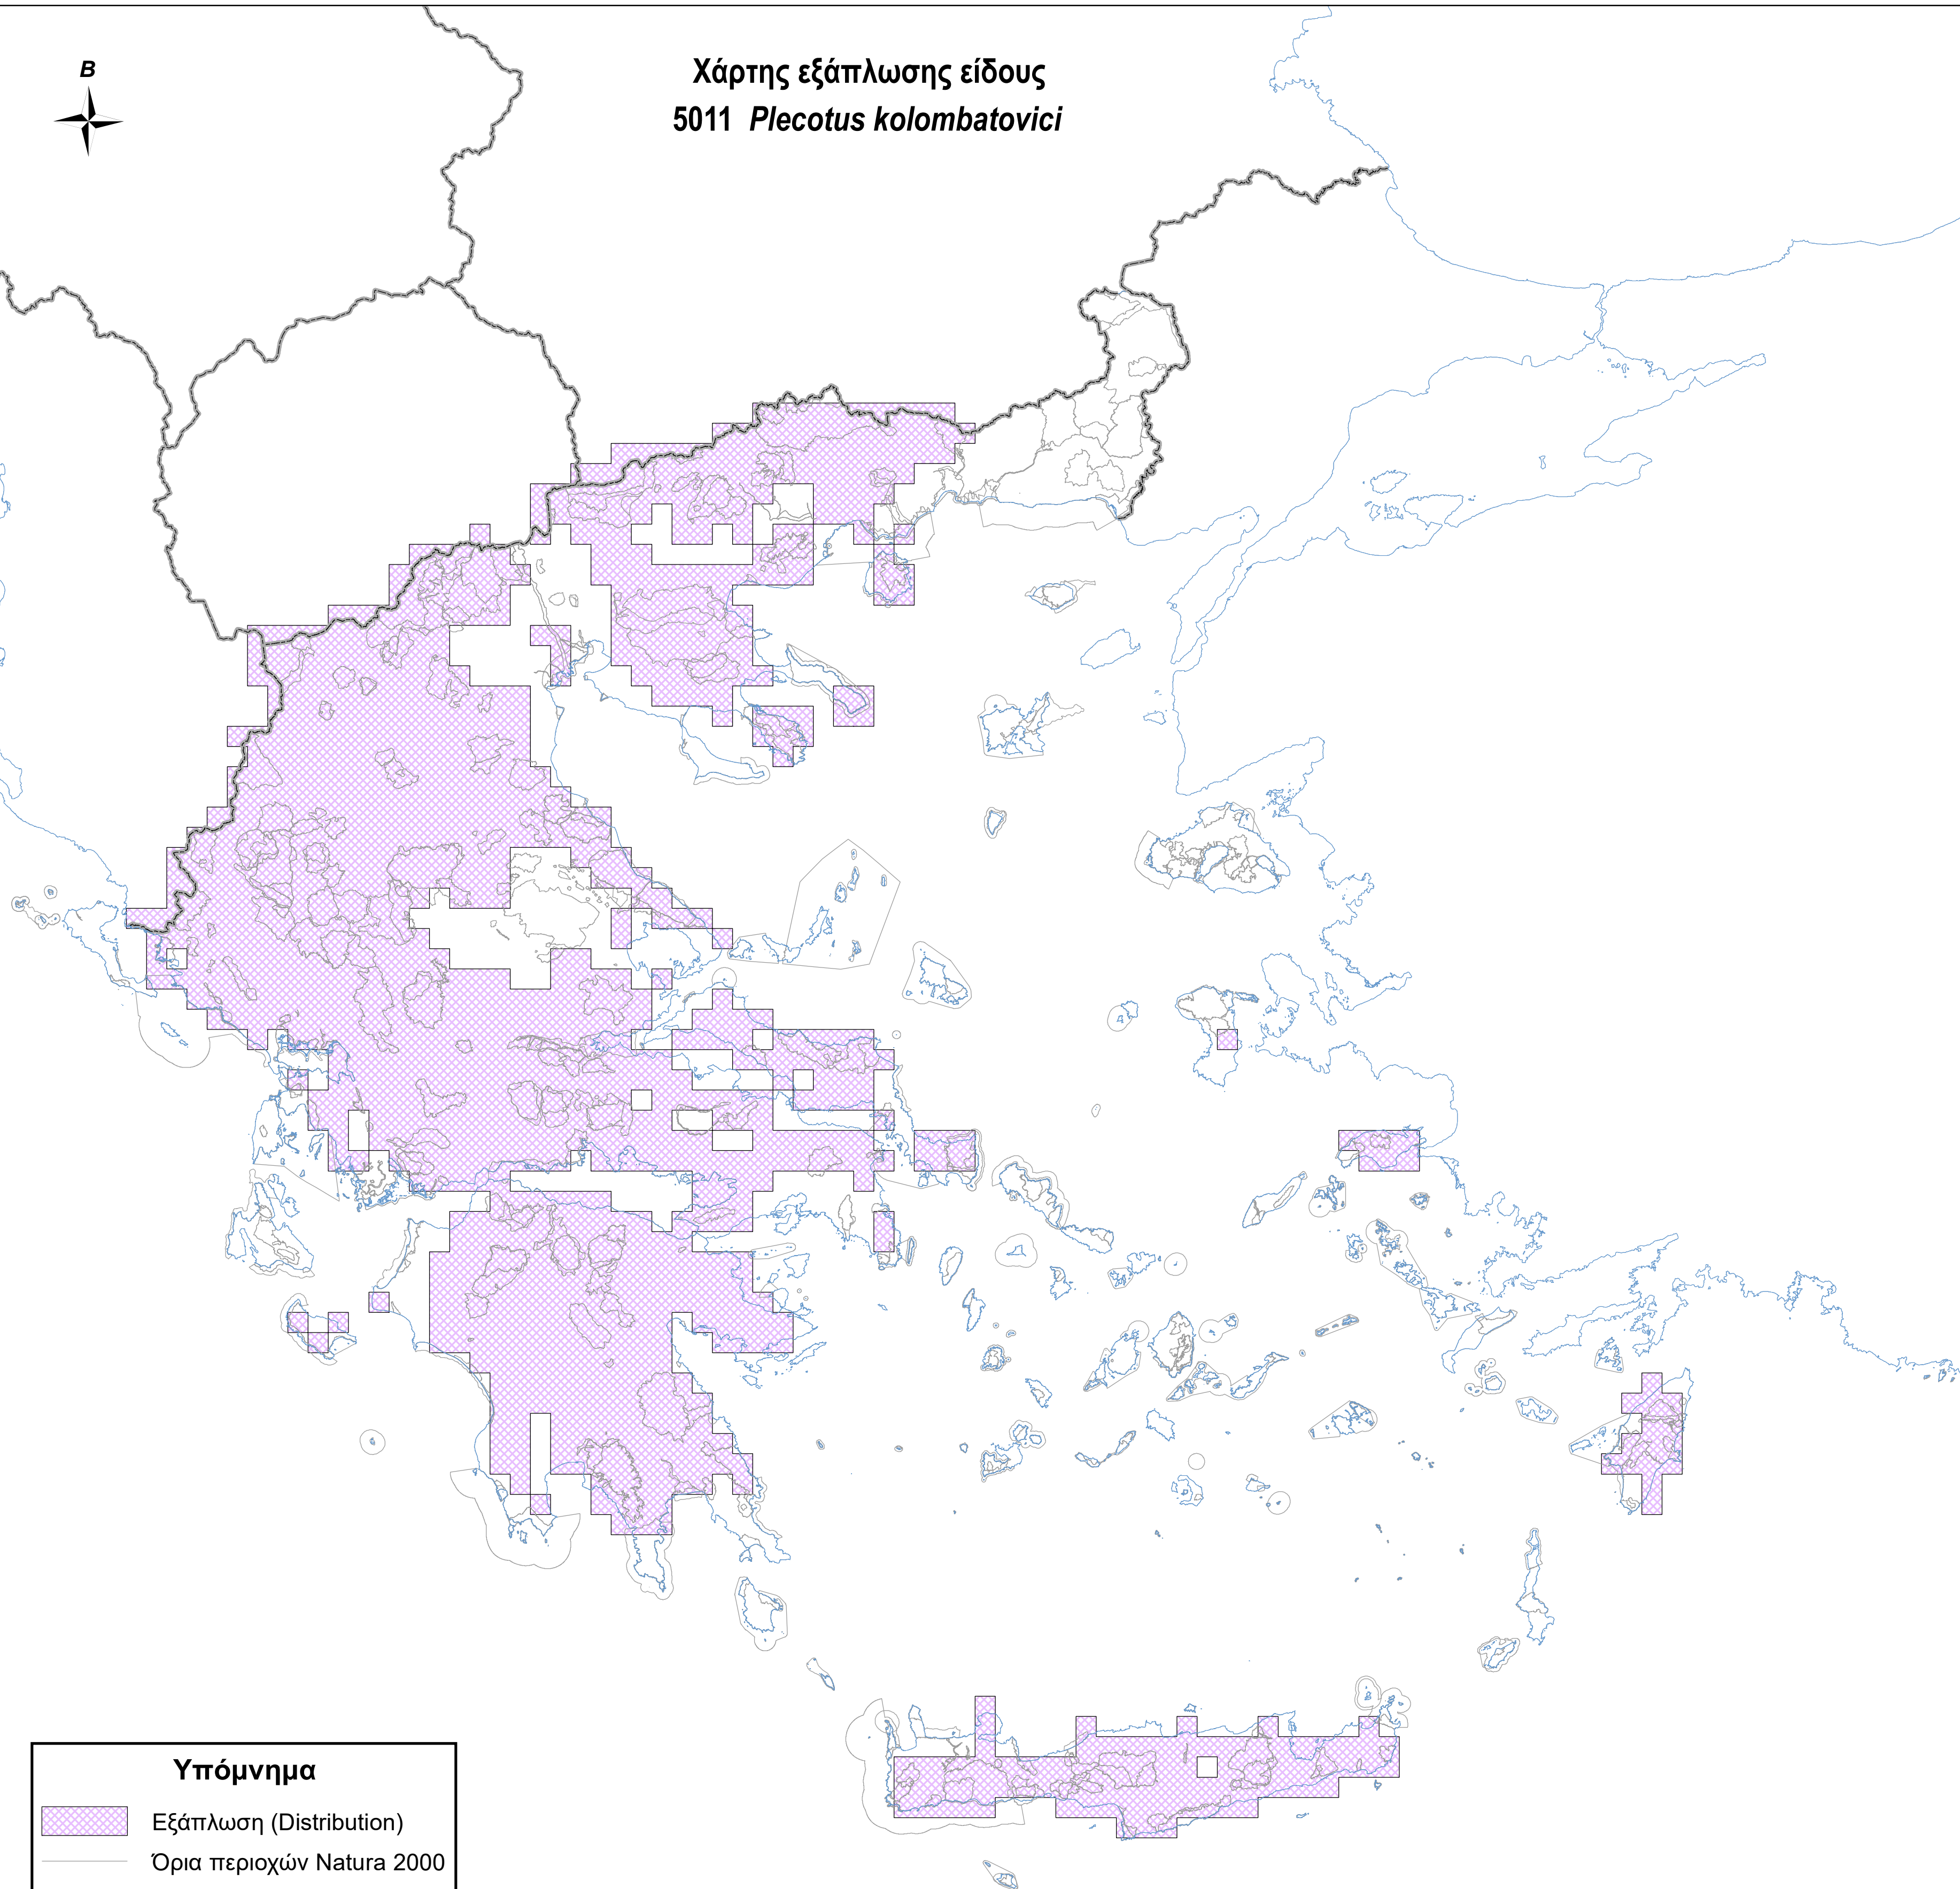 Β
Χάρτης εξάπλωσης είδους
5011 Plecotus kolombatovici
Υπόμνημα
Εξάπλωση (Distribution)
Όρια περιοχών Natura 2000